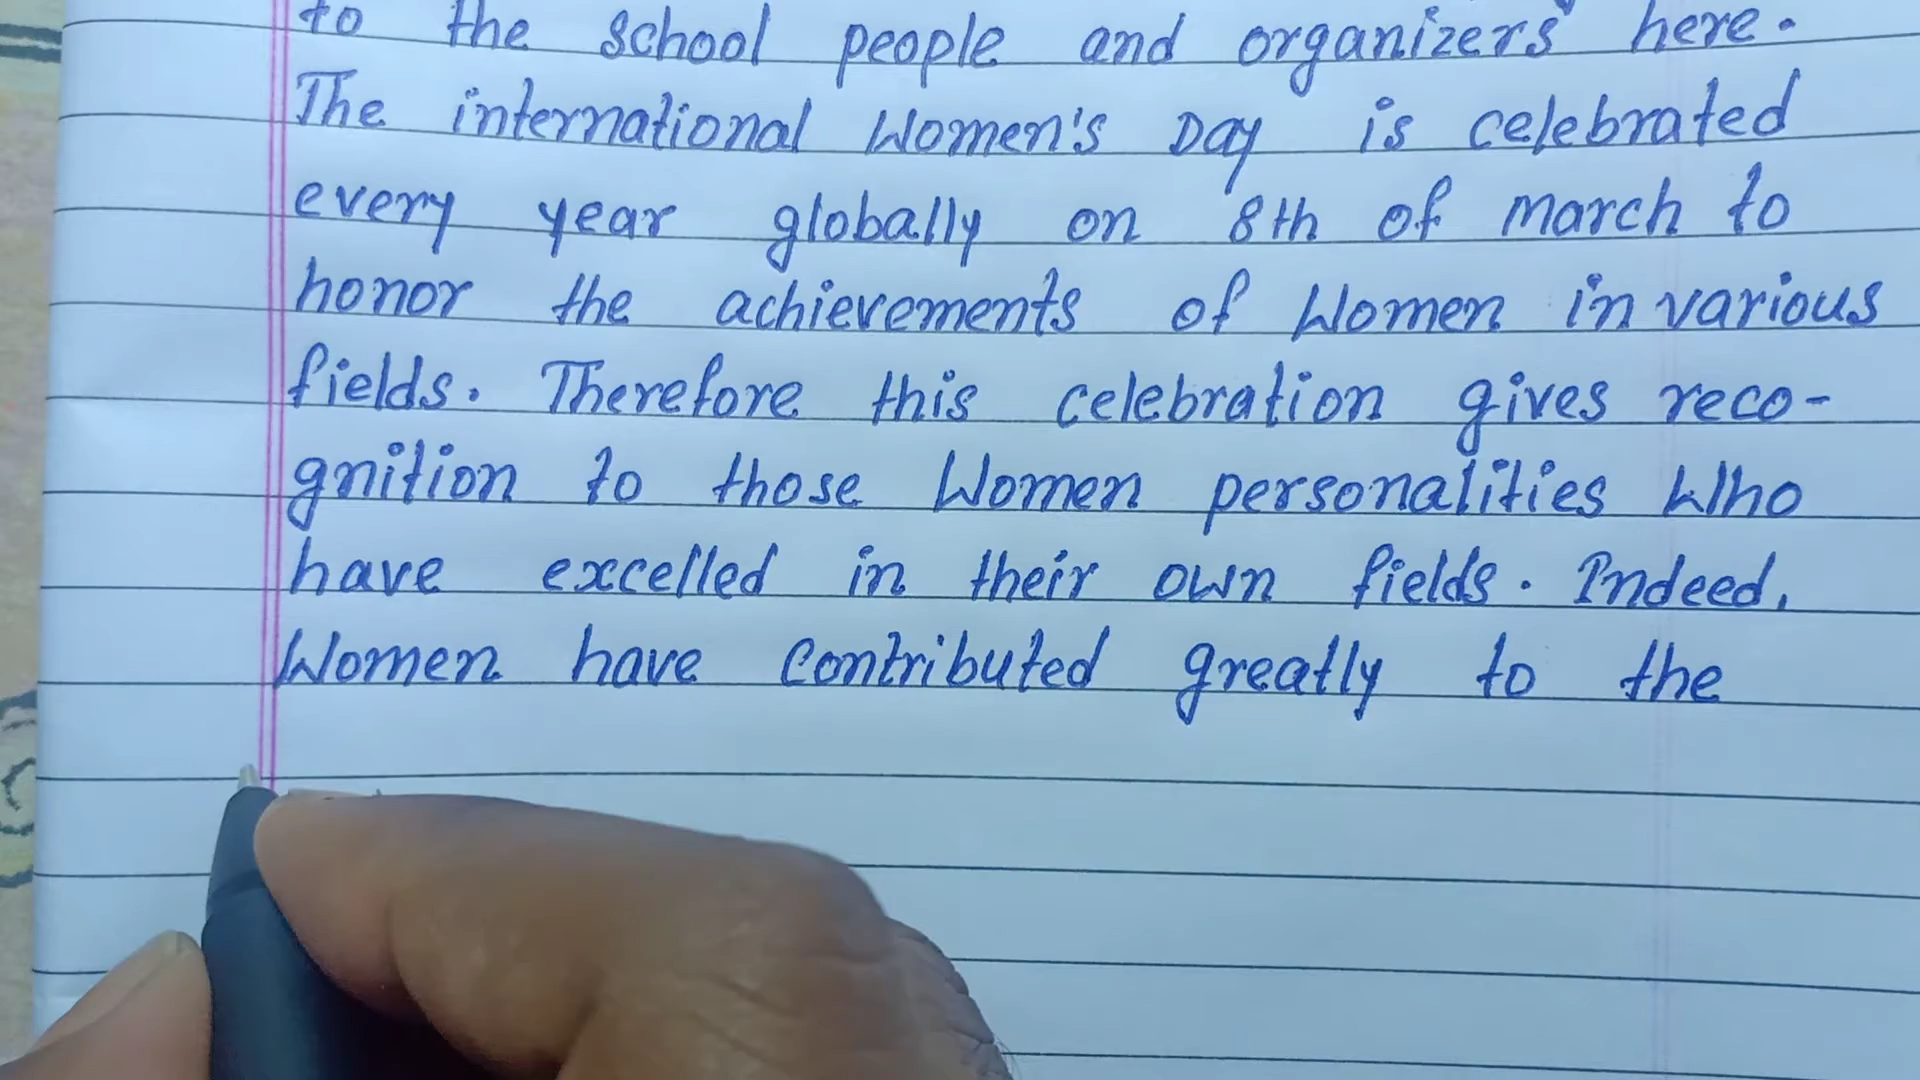 to the school people and organizers here.
The international Women's Day is celebrated
every year globally on 8th of march to
honor the achievements of Women in various
fields. Therefore this celebration gives reco-
gnition to those Women personalities Who
have excelled in their own fields. Indeed,
Women have contributed greatly to the